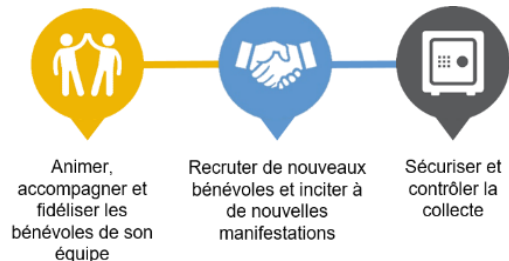 Animer,
accompagner et
fidéliser les
bénévoles de son
équipe
Recruter de nouveaux
bénévoles et inciter à
de nouvelles
manifestations
Sécuriser et
contrôler la
collecte